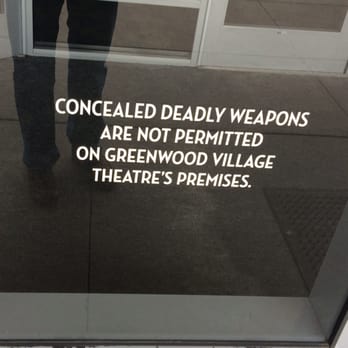 CONCEALED DEADLY WEAPONS
ARE NOT PERMITTED
ON GREENWOOD VILLAGE
THEATRE'S PREMISES.